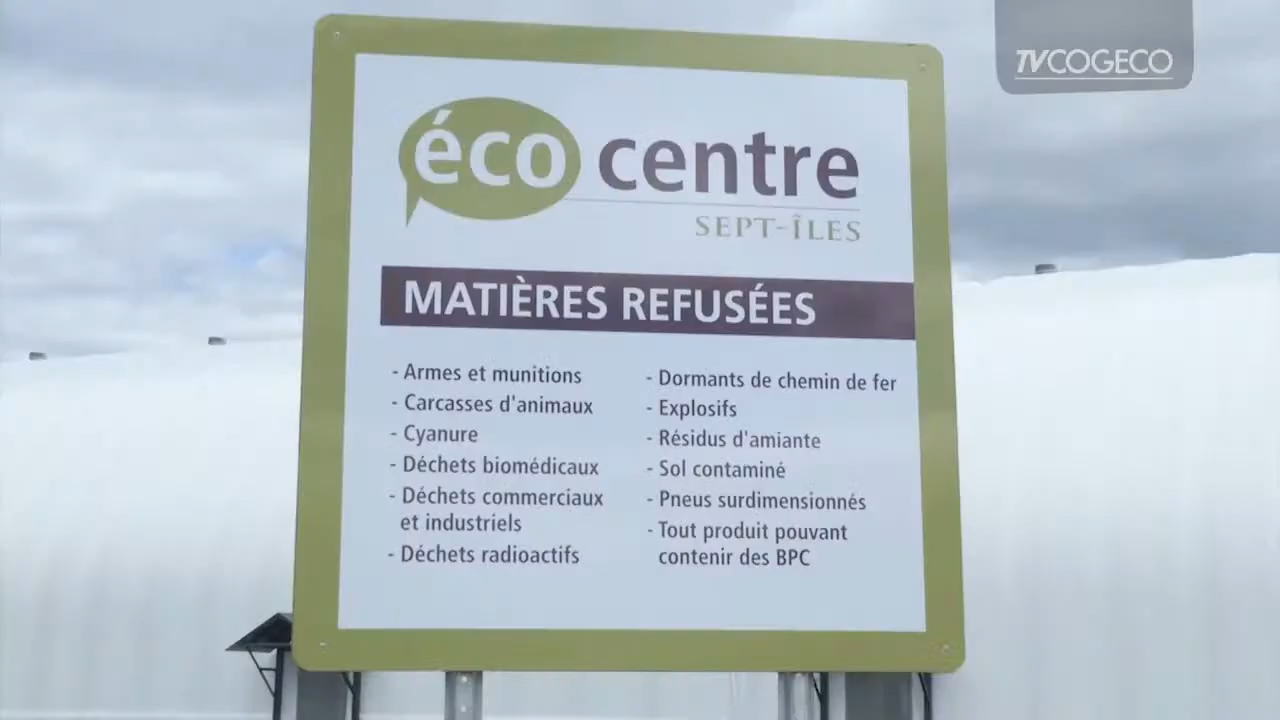 TVCOGECO
éco centre
SEPT-ÎLES
MATIÈRES REFUSÉES
- Armes et munitions
- Carcasses d'animaux
- Cyanure
- Déchets biomédicaux
- Déchets commerciaux
et industriels
- Déchets radioactifs
- Dormants de chemin de fer
- Explosifs
- Résidus d'amiante
- Sol contaminé
- Pneus surdimensionnés
- Tout produit pouvant
contenir des BPC